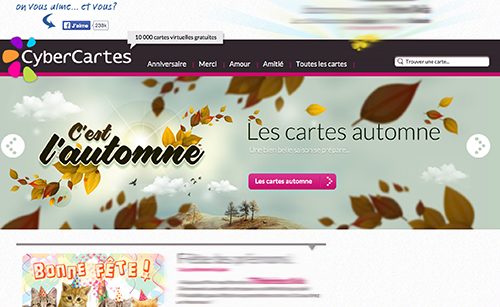 on vous aime... et vous?
J'aime 238k
10 000 cartes virtuelles gratuites
CyberCartes
Anniversaire Merci Amour Amitié Toutes les cartes
Trouver une carte...
C'est
l'automne
Les cartes automne
Une bien belle saison se prépare...
Les cartes automne
BONNE FÊTE !